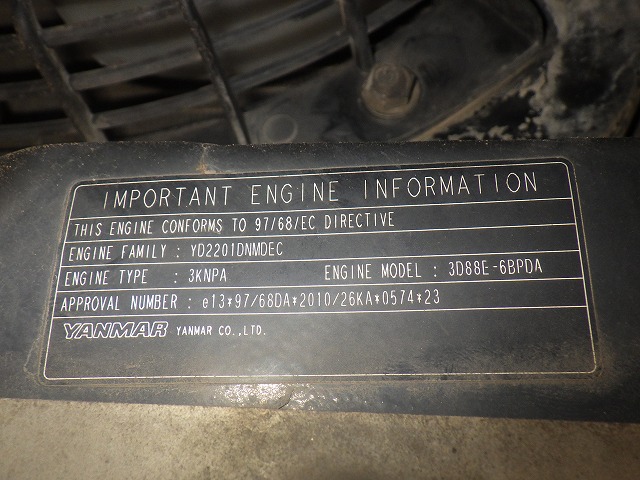 IMPORTANT ENGINE INFORMATION
THIS ENGINE CONFORMS TO 97/68/EC DIRECTIVE
ENGINE FAMILY : YD2201DNMDEC
ENGINE TYPE : 3KNPA ENGINE MODEL : 3D88E-6BPDA
APPROVAL NUMBER : e13*97/68DA*2010/26KA*0574*23
YANMAR YANMAR CO.,LTD.